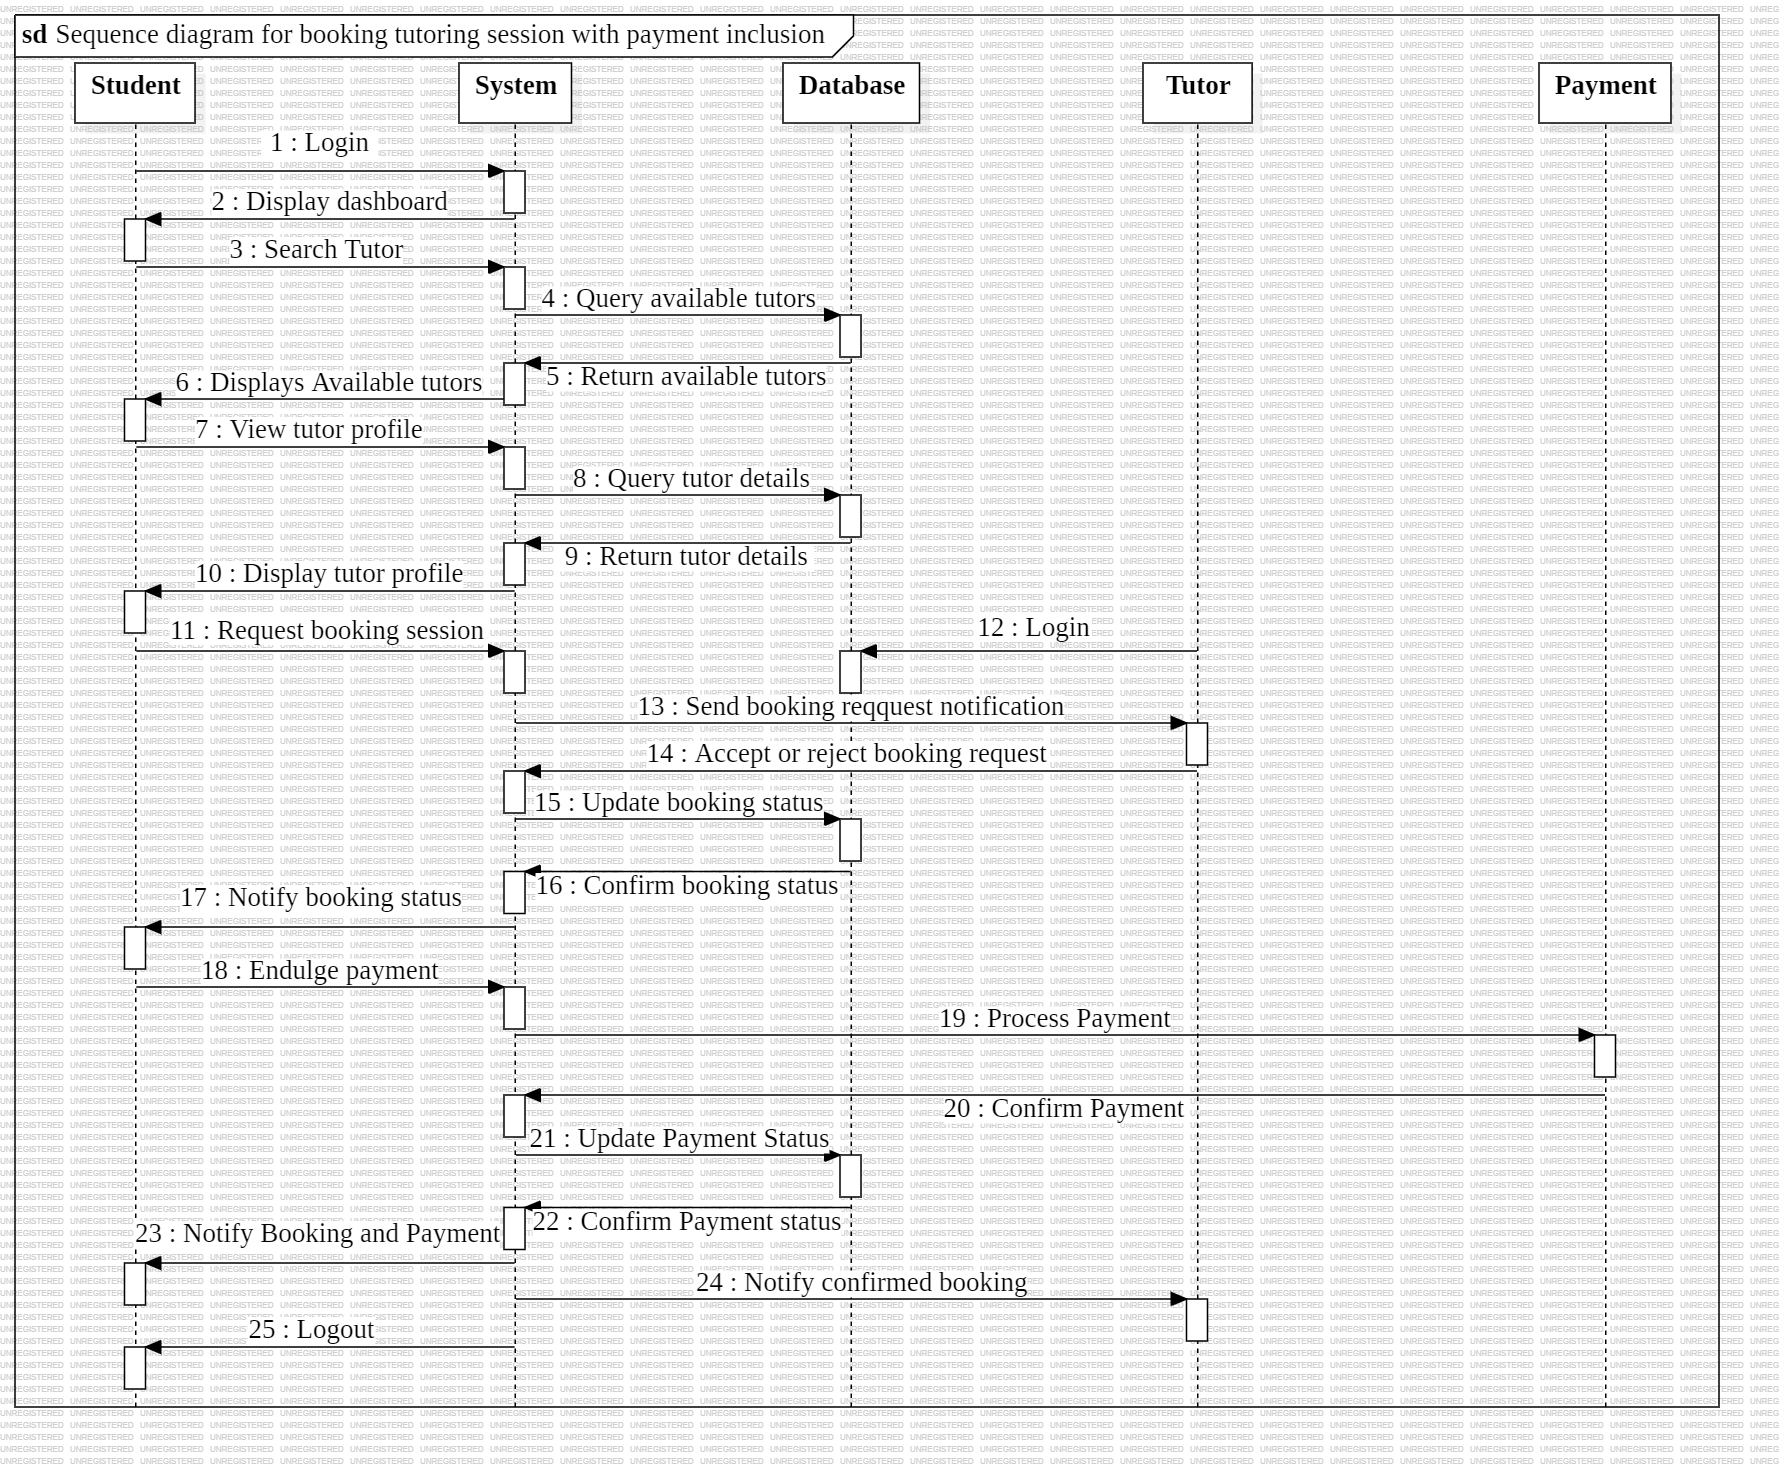 sd Sequence diagram for booking tutoring session with payment inclusion
Student
System
Database
Tutor
Payment
1 : Login
2 : Display dashboard
3 : Search Tutor
4 : Query available tutors
5 : Return available tutors
6 : Displays Available tutors
7 : View tutor profile
8 : Query tutor details
9 : Return tutor details
10 : Display tutor profile
11 : Request booking session
12 : Login
13 : Send booking reqquest notification
14 : Accept or reject booking request
15 : Update booking status
16 : Confirm booking status
17 : Notify booking status
18 : Endulge payment
19 : Process Payment
20 : Confirm Payment
21 : Update Payment Status
22 : Confirm Payment status
23 : Notify Booking and Payment
24 : Notify confirmed booking
25 : Logout
UNREGISTERED